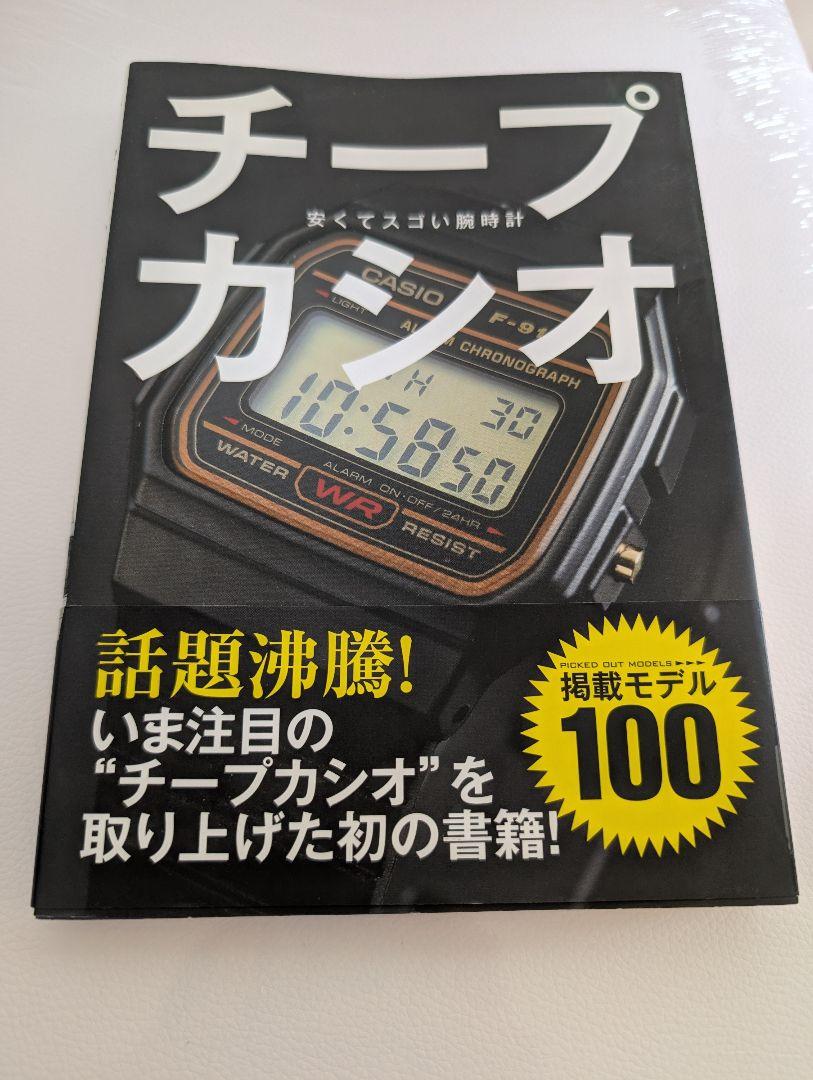 チープ
安くてスゴい腕時計
カシオ
CASIO
LIGHT
F-91
ALARM CHRONOGRAPH
TH 30
10:58 50
MODE
ALARM ON·OFF/24HR
WATER WR RESIST
話題沸騰!
いま注目の
“チープカシオ”を
取り上げた初の書籍!
PICKED OUT MODELS
掲載モデル
100